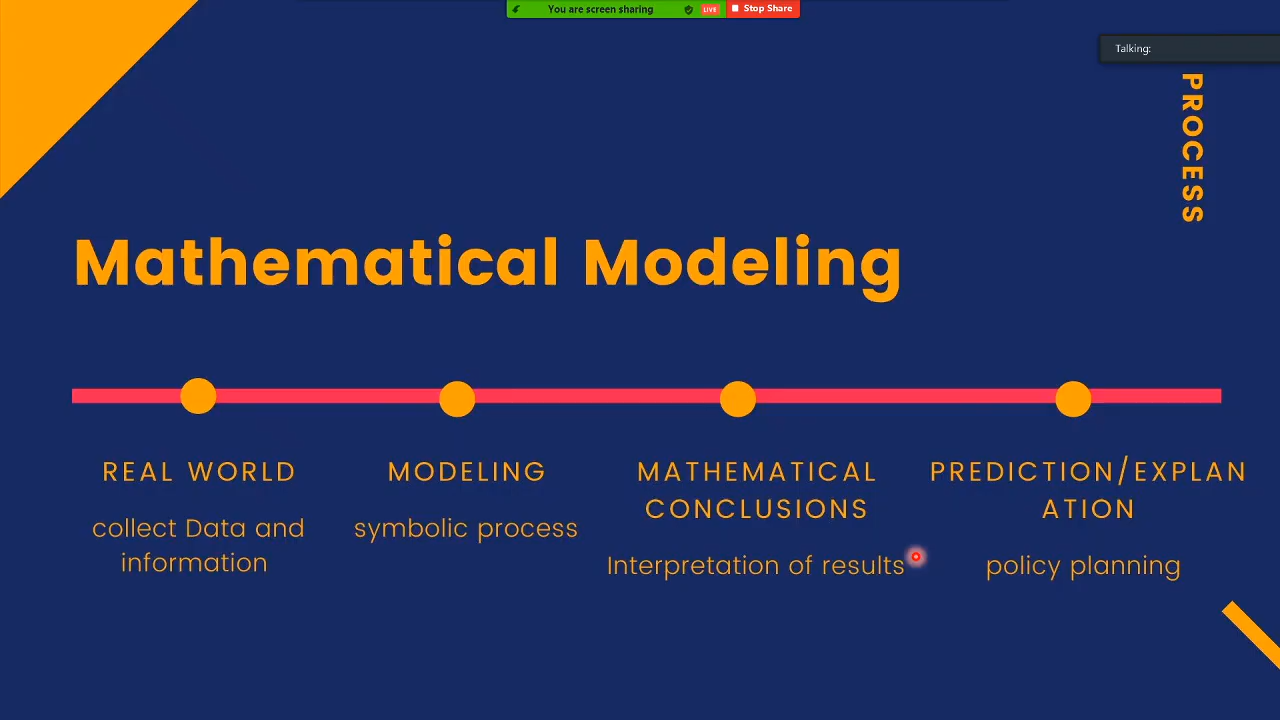 You are screen sharing
LIVE
Stop Share
Talking:
PROCESS
Mathematical Modeling
REAL WORLD
collect Data and
information
MODELING
symbolic process
MATHEMATICAL
CONCLUSIONS
Interpretation of results
PREDICTION/EXPLAN
ATION
policy planning